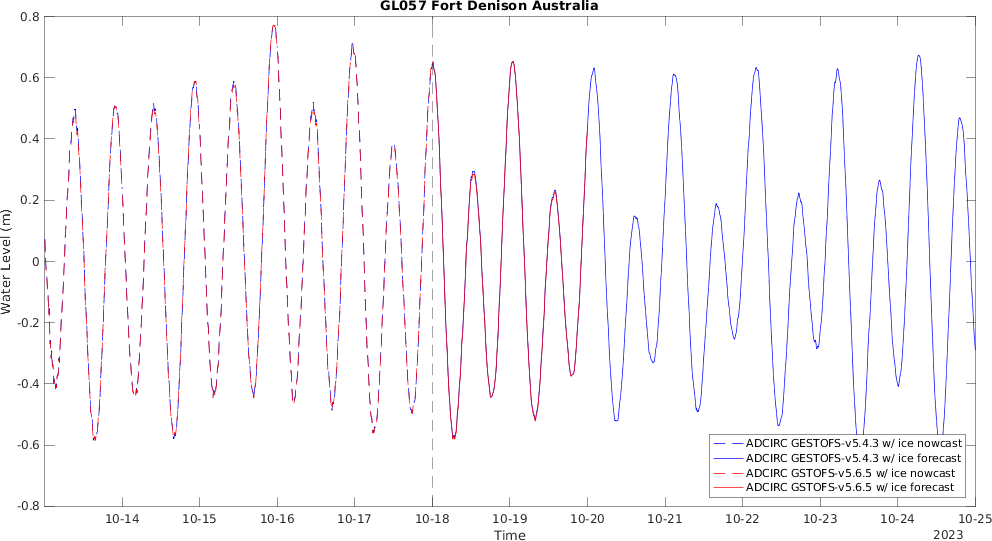 GL057 Fort Denison Australia
0.8
0.6
0.4
0.2
0
-0.2
-0.4
-0.6
-0.8
Water Level (m)
ADCIRC GESTOFS-v5.4.3 w/ ice nowcast
ADCIRC GESTOFS-v5.4.3 w/ ice forecast
ADCIRC GSTOFS-v5.6.5 w/ ice nowcast
ADCIRC GSTOFS-v5.6.5 w/ ice forecast
10-14 10-15 10-16 10-17 10-18 10-19 10-20 10-21 10-22 10-23 10-24 10-25
Time
2023